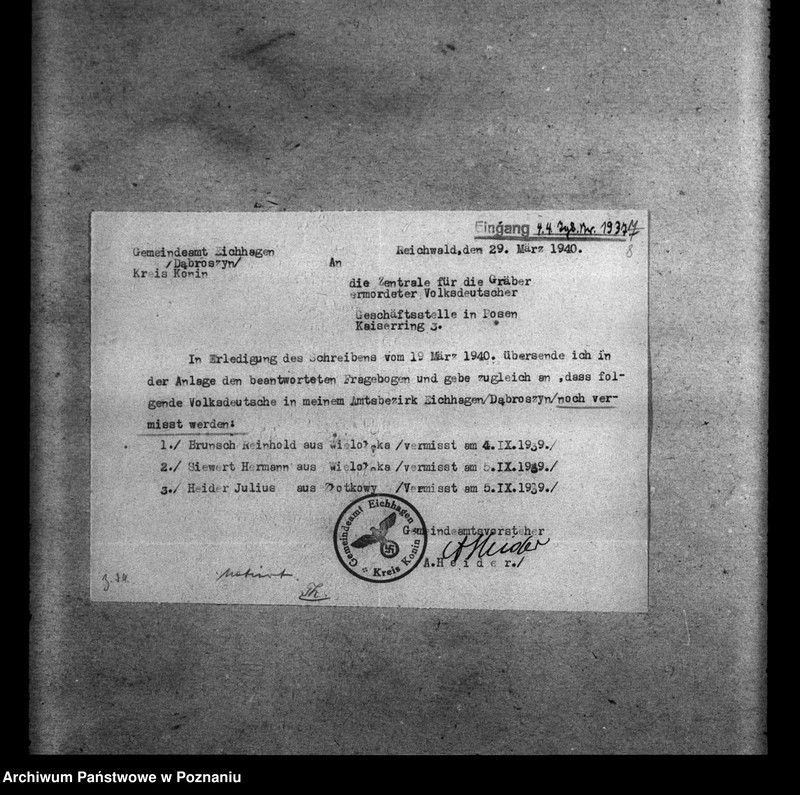 Eingang 4.4. Tgb.Nr. 1937/
8
Gemeindeamt Eichhagen
/Dąbroszyn/
Kreis Konin
Reichwald,den 29. März 1940.
An
die Zentrale für die Gräber
ermordeter Volksdeutscher
Geschäftsstelle in Posen
Kaiserring 3.
In Erledigung des Schreibens vom 19 März 1940. übersende ich in
der Anlage den beantworteten Fragebogen und gebe zugleich an ,dass fol-
gende Volksdeutsche in meinem Amtsbezirk Eichhagen/Dąbroszyn/noch ver-
misst werden:
1./ Brunsch Reinhold aus /vermisst am 4.IX.1939./
2./ Siewert Hermann aus /vermisst am 5.IX.1939./
3./ Heider Julius aus /Vermisst am 5.IX.1939./
Gemeindeamtsvorsteher
A Heider
A.Heider./
Gemeindeamt Eichhagen
Kreis Konin
notiert.
Th.
Archiwum Państwowe w Poznaniu